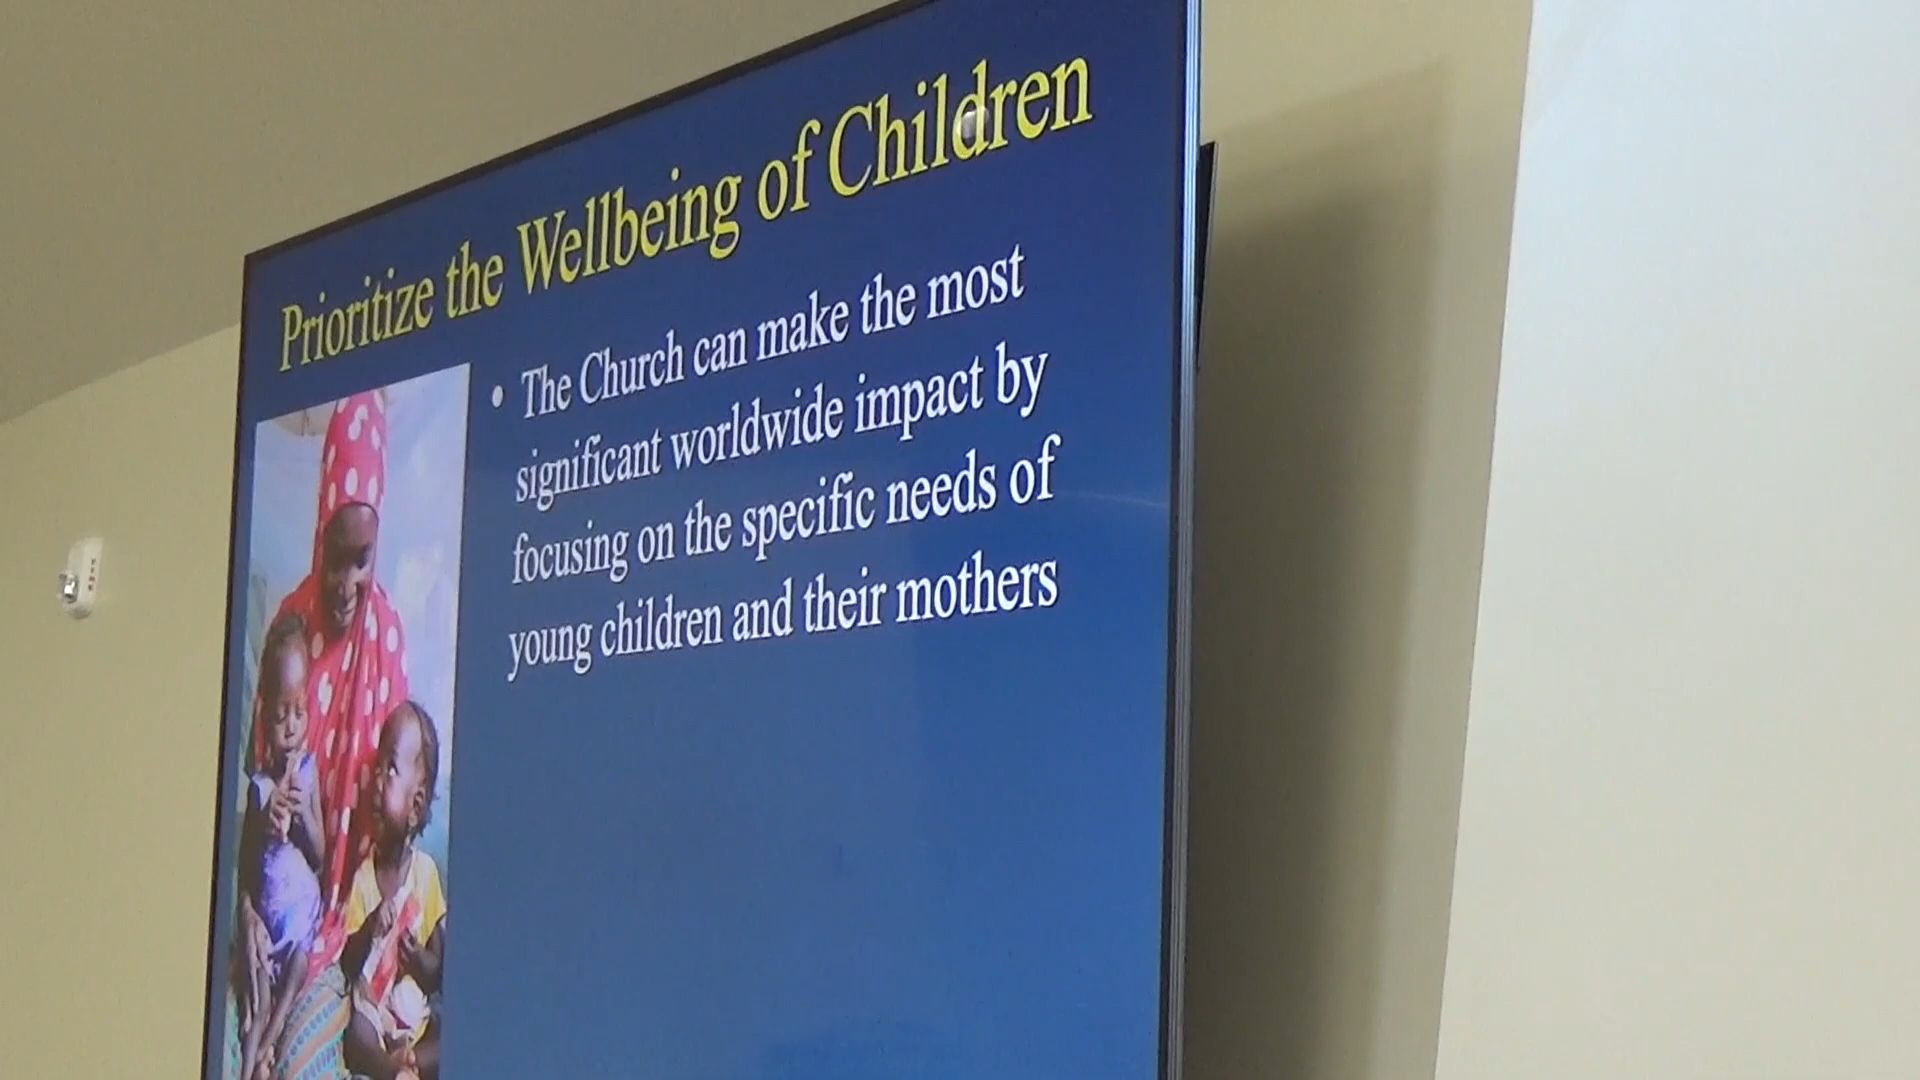 Prioritize the Wellbeing of Children
• The Church can make the most
significant worldwide impact by
focusing on the specific needs of
young children and their mothers
FIRE